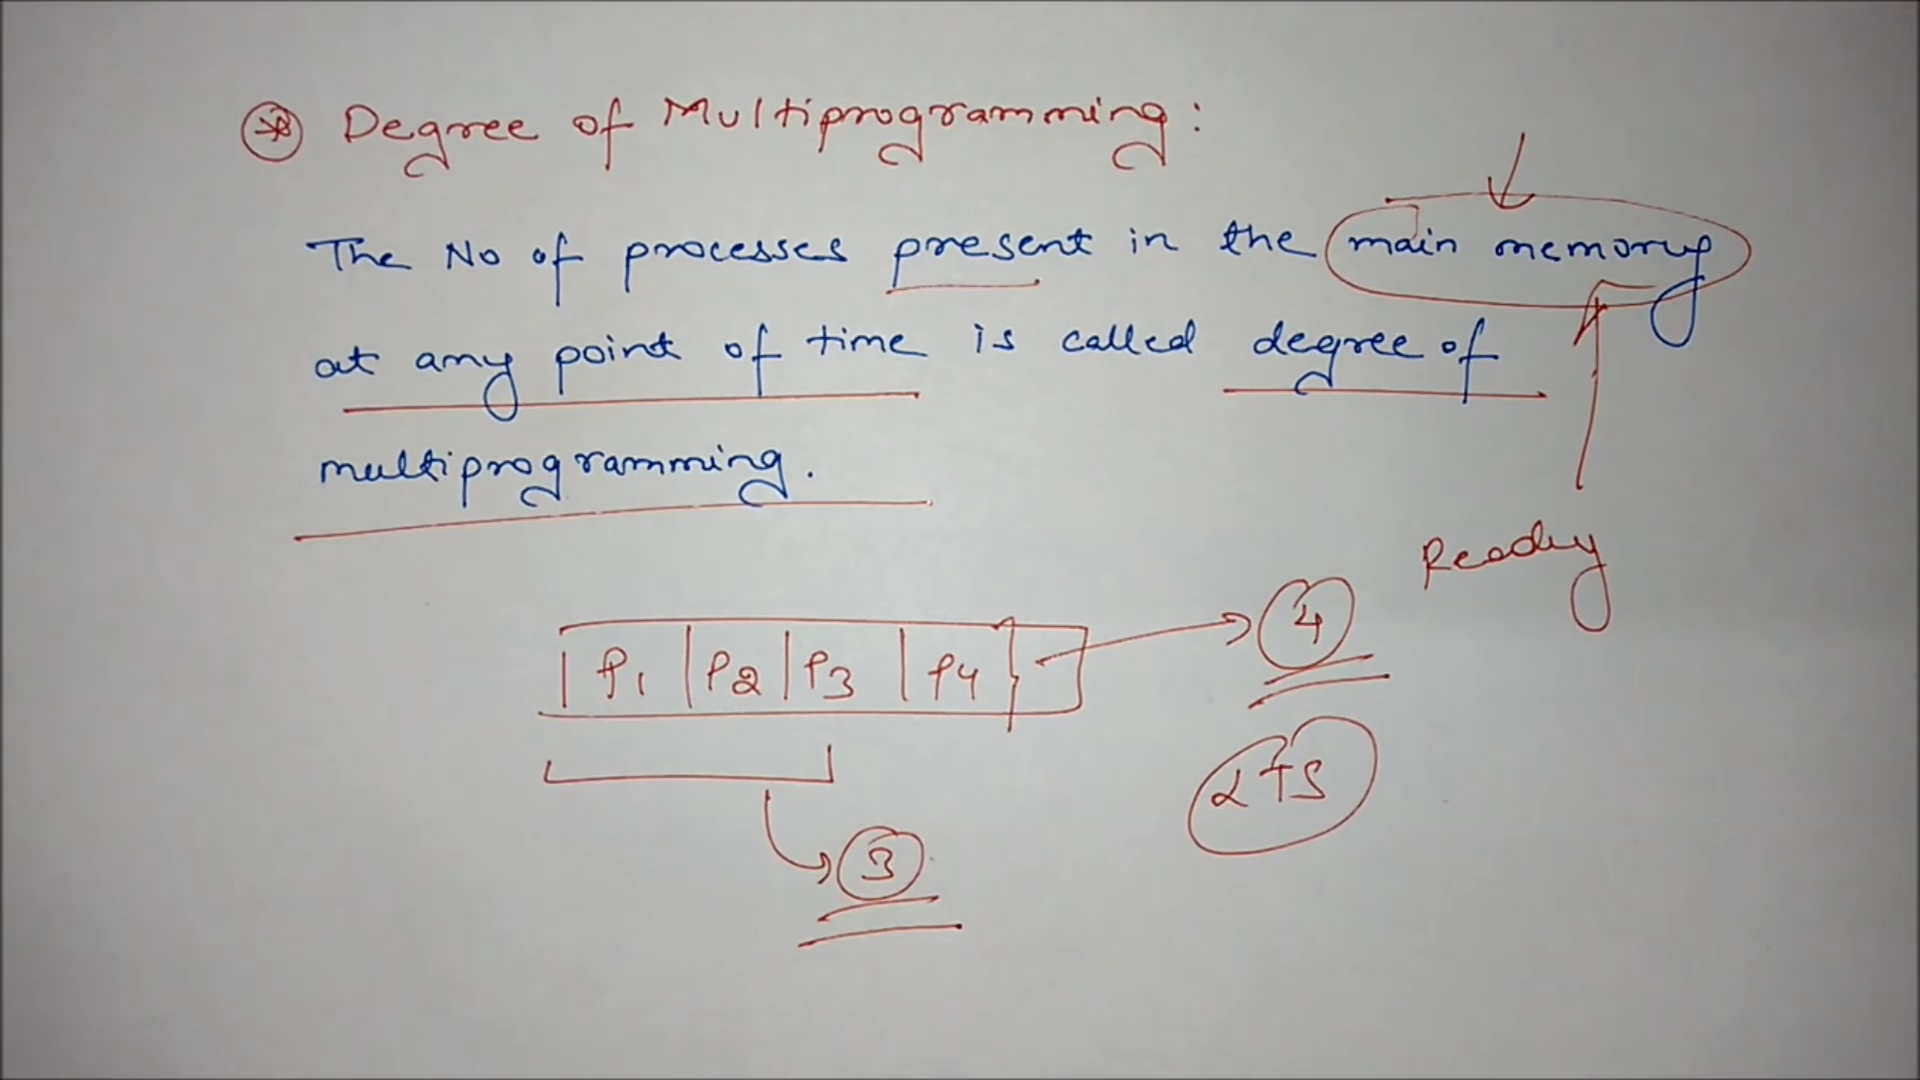 Degree of Multiprogramming:
The No of processes present in the main memory
at any point of time is called degree of
multiprogramming.
Ready
P1 P2 P3 P4
4
LTS
3